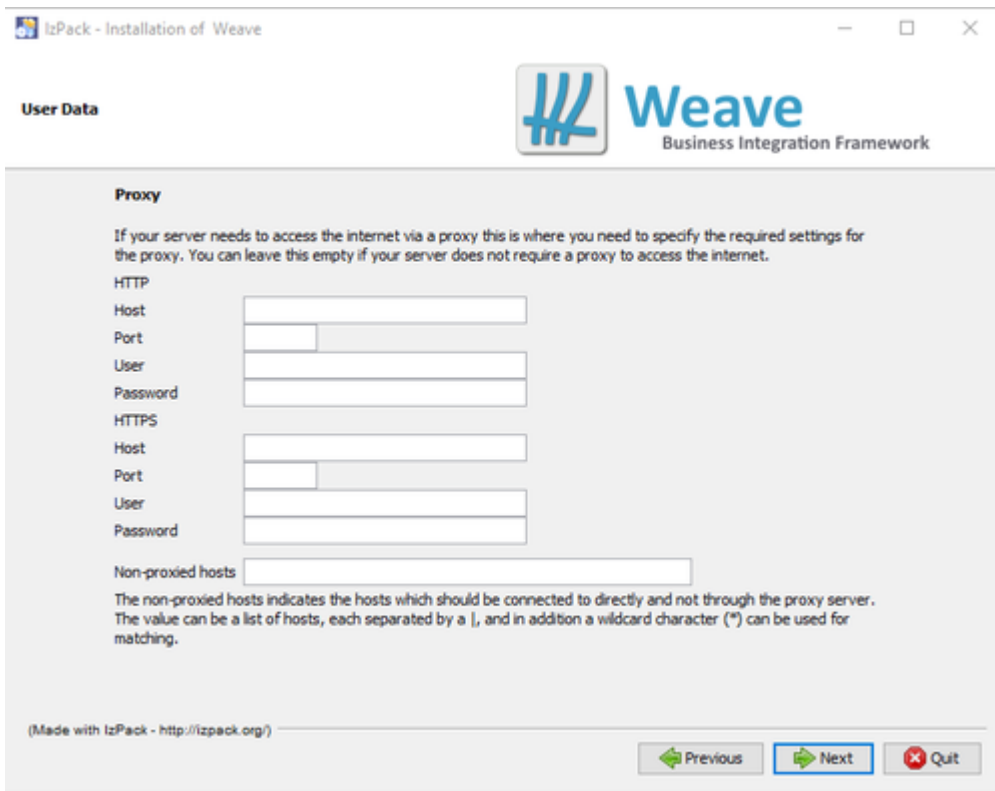 IzPack - Installation of Weave
User Data
Weave
Business Integration Framework
Proxy
If your server needs to access the internet via a proxy this is where you need to specify the required settings for
the proxy. You can leave this empty if your server does not require a proxy to access the internet.
HTTP
Host
Port
User
Password
HTTPS
Host
Port
User
Password
Non-proxied hosts
The non-proxied hosts indicates the hosts which should be connected to directly and not through the proxy server.
The value can be a list of hosts, each separated by a |, and in addition a wildcard character (*) can be used for
matching.
(Made with IzPack - http://izpack.org/)
Previous Next Quit